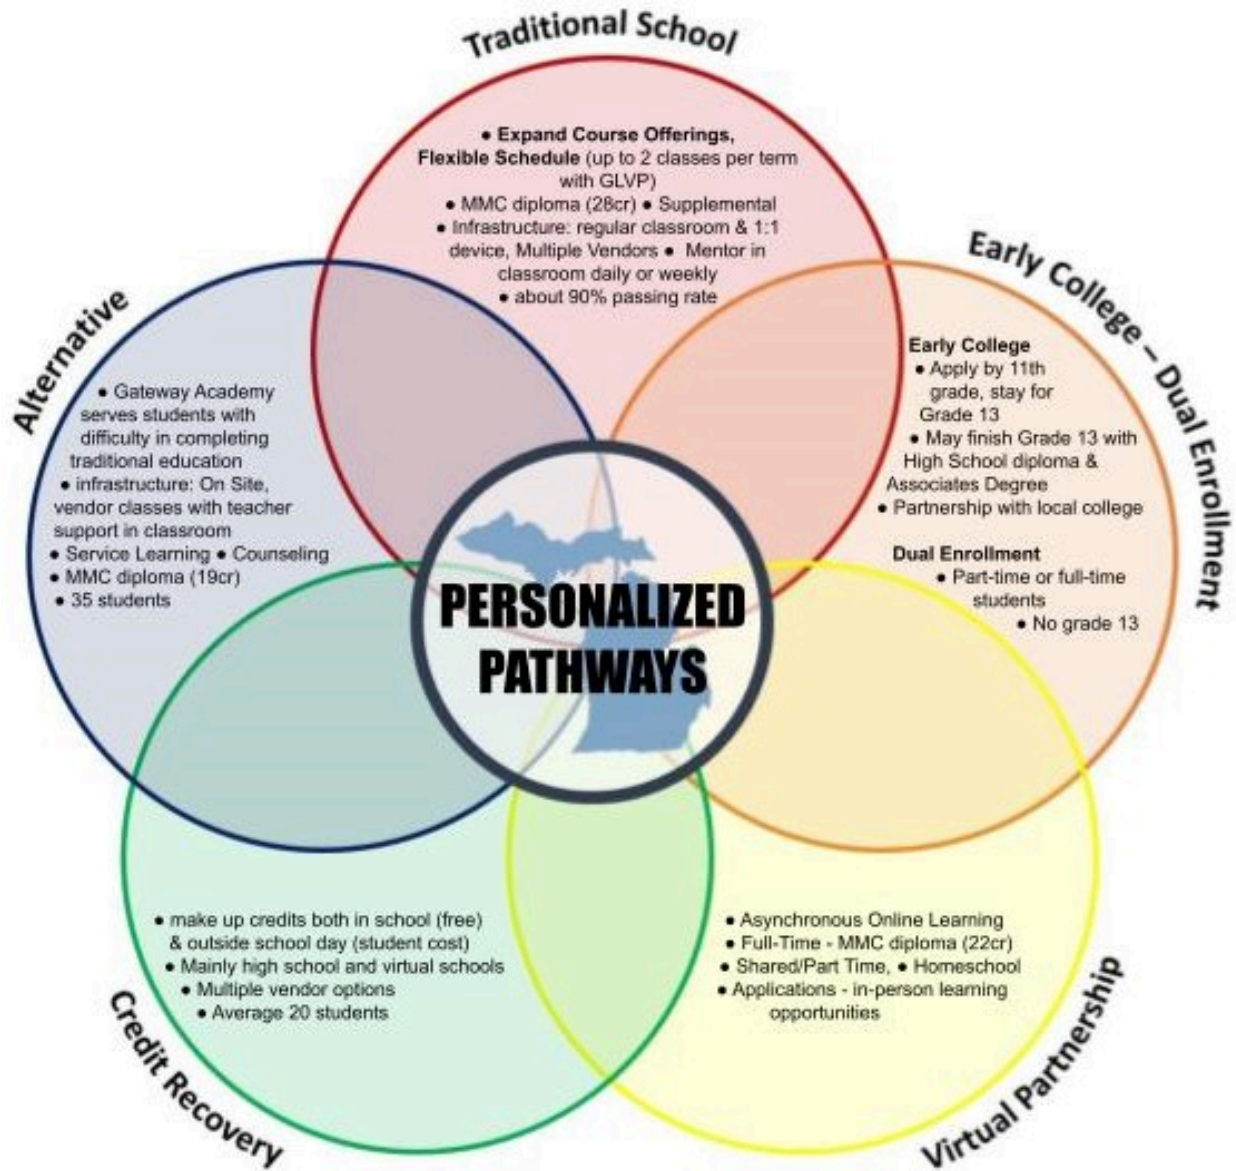 Traditional School
● Expand Course Offerings,
Flexible Schedule (up to 2 classes per term
with GLVP)
● MMC diploma (28cr) ● Supplemental
● Infrastructure: regular classroom & 1:1
device, Multiple Vendors ● Mentor in
classroom daily or weekly
● about 90% passing rate
Early College – Dual Enrollment
Early College
● Apply by 11th
grade, stay for
Grade 13
● May finish Grade 13 with
High School diploma &
Associates Degree
● Partnership with local college
Dual Enrollment
● Part-time or full-time
students
● No grade 13
Alternative
● Gateway Academy
serves students with
difficulty in completing
traditional education
● infrastructure: On Site,
vendor classes with teacher
support in classroom
● Service Learning ● Counseling
● MMC diploma (19cr)
● 35 students
PERSONALIZED
PATHWAYS
● make up credits both in school (free)
& outside school day (student cost)
● Mainly high school and virtual schools
● Multiple vendor options
● Average 20 students
Credit Recovery
● Asynchronous Online Learning
● Full-Time - MMC diploma (22cr)
● Shared/Part Time, ● Homeschool
● Applications - in-person learning
opportunities
Virtual Partnership